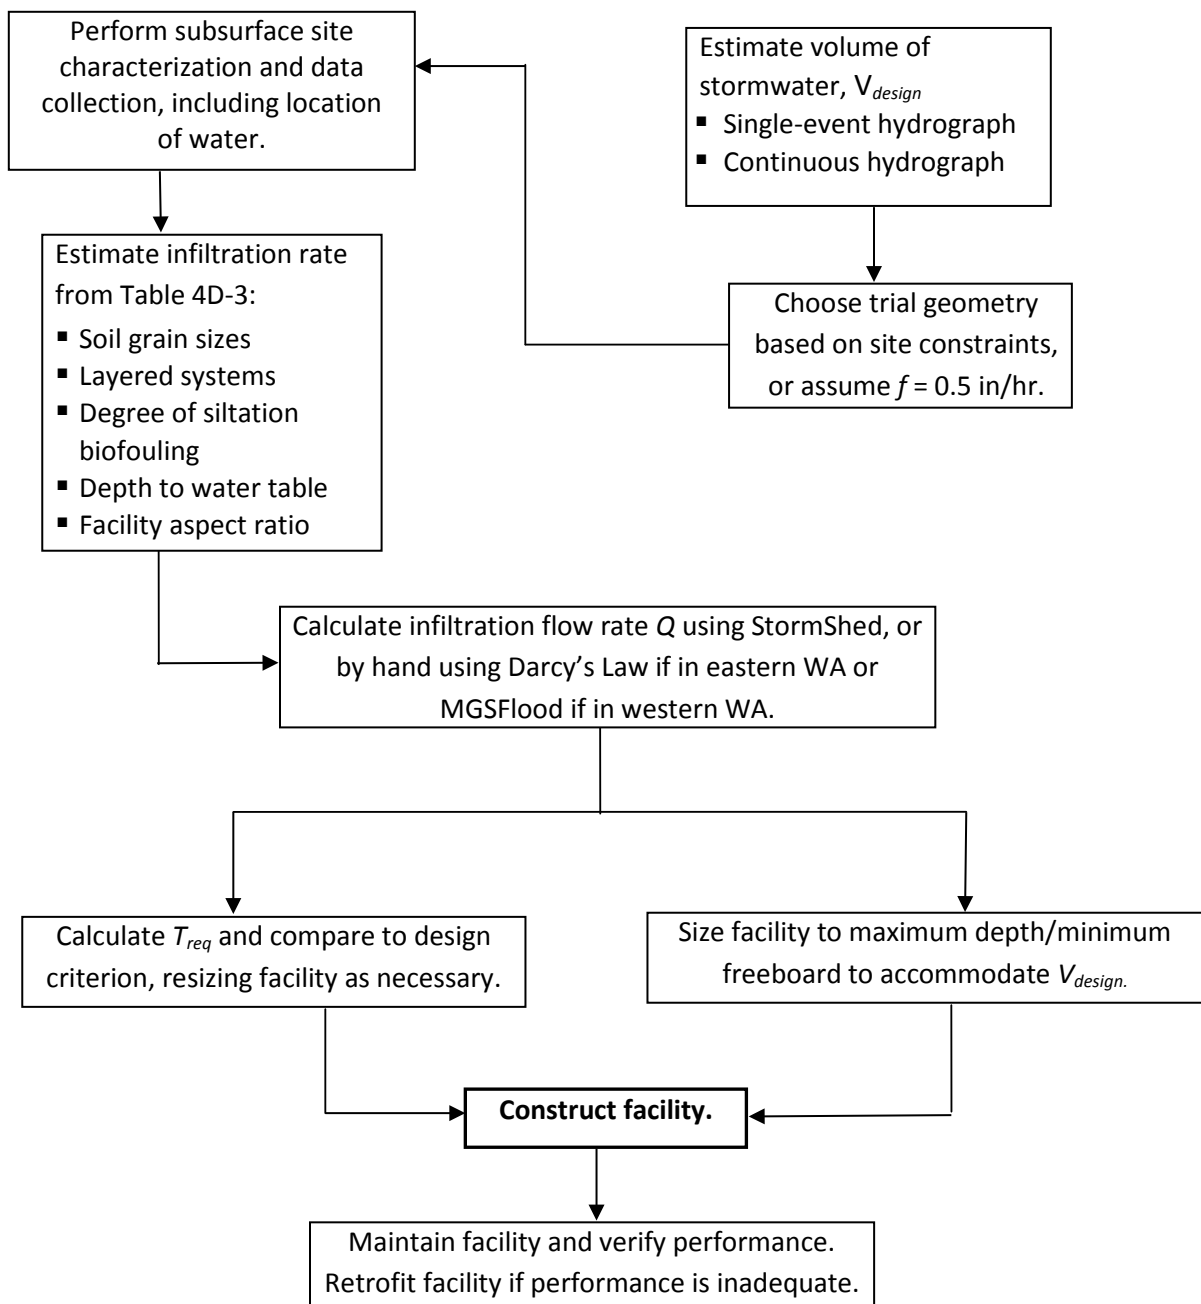 Perform subsurface site
characterization and data
collection, including location
of water.
Estimate volume of
stormwater, Vdesign
▪ Single-event hydrograph
▪ Continuous hydrograph
Estimate infiltration rate
from Table 4D-3:
▪ Soil grain sizes
▪ Layered systems
▪ Degree of siltation
biofouling
▪ Depth to water table
▪ Facility aspect ratio
Choose trial geometry
based on site constraints,
or assume f = 0.5 in/hr.
Calculate infiltration flow rate Q using StormShed, or
by hand using Darcy’s Law if in eastern WA or
MGSFlood if in western WA.
Calculate Treq and compare to design
criterion, resizing facility as necessary.
Size facility to maximum depth/minimum
freeboard to accommodate Vdesign.
Construct facility.
Maintain facility and verify performance.
Retrofit facility if performance is inadequate.